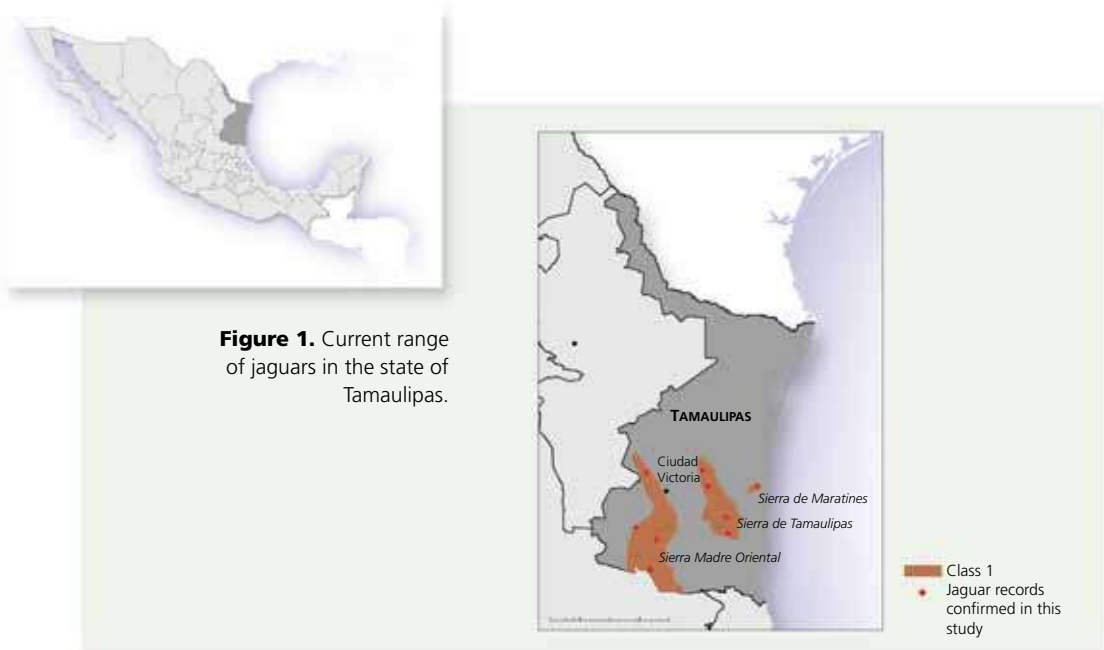 Figure 1. Current range
of jaguars in the state of
Tamaulipas.
TAMAULIPAS
Ciudad
Victoria
Sierra de Maratines
Sierra de Tamaulipas
Sierra Madre Oriental
Class 1
Jaguar records
confirmed in this
study